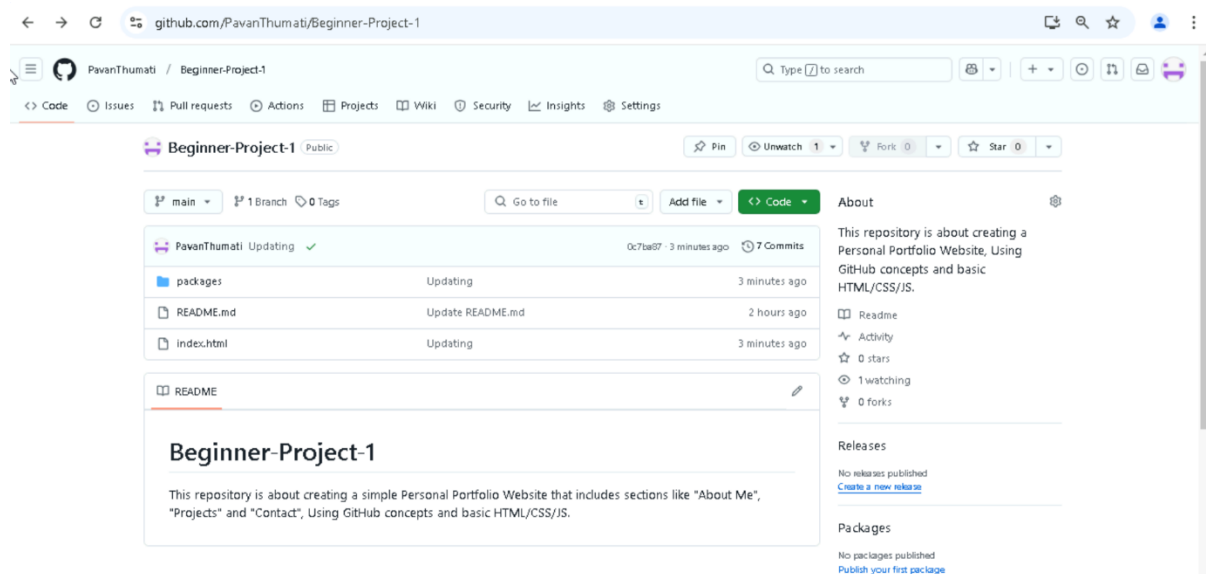 github.com/PavanThumati/Beginner-Project-1
PavanThumati / Beginner-Project-1
Type / to search
<> Code Issues Pull requests Actions Projects Wiki Security Insights Settings
Beginner-Project-1 Public
Pin Unwatch 1 Fork 0 Star 0
main 1 Branch 0 Tags Go to file t Add file <> Code
About
PavanThumati Updating 0c7ba87 · 3 minutes ago 7 Commits
packages Updating 3 minutes ago
README.md Update README.md 2 hours ago
index.html Updating 3 minutes ago
This repository is about creating a
Personal Portfolio Website, Using
GitHub concepts and basic
HTML/CSS/JS.
Readme
Activity
0 stars
1 watching
0 forks
README
Beginner-Project-1
This repository is about creating a simple Personal Portfolio Website that includes sections like "About Me",
"Projects" and "Contact", Using GitHub concepts and basic HTML/CSS/JS.
Releases
No releases published
Create a new release
Packages
No packages published
Publish your first package